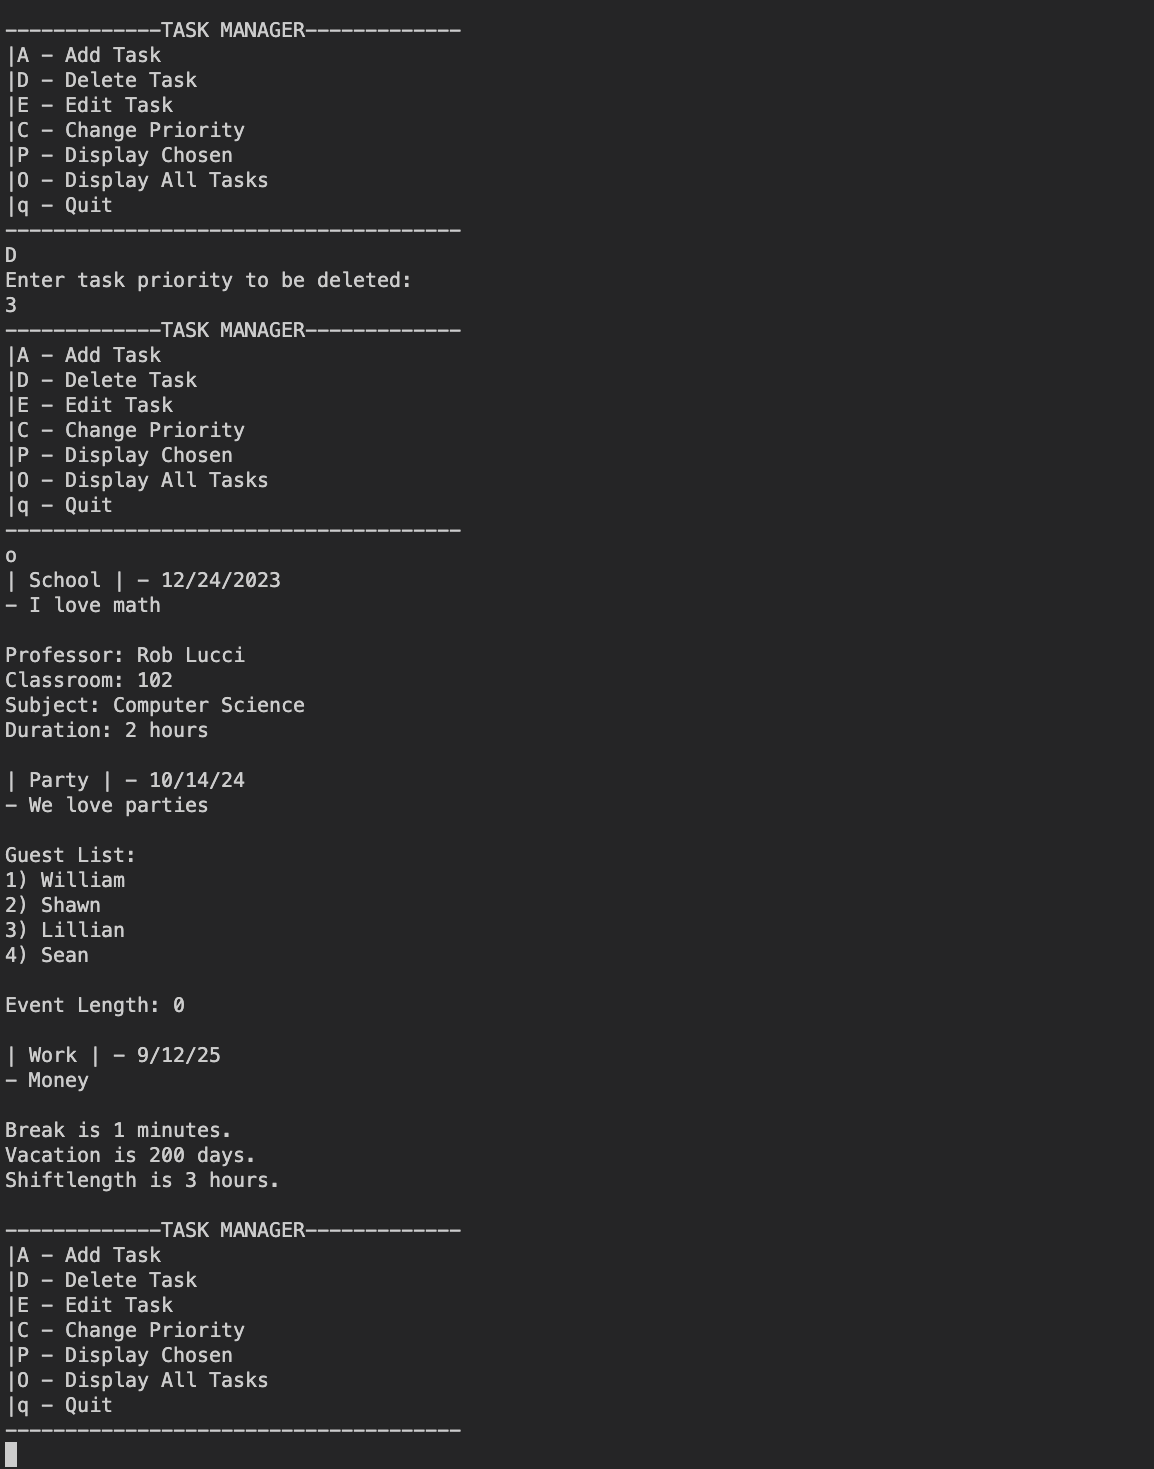 -------------TASK MANAGER-------------
|A - Add Task
|D - Delete Task
|E - Edit Task
|C - Change Priority
|P - Display Chosen
|O - Display All Tasks
|q - Quit
--------------------------------------
D
Enter task priority to be deleted:
3
-------------TASK MANAGER-------------
|A - Add Task
|D - Delete Task
|E - Edit Task
|C - Change Priority
|P - Display Chosen
|O - Display All Tasks
|q - Quit
--------------------------------------
o
| School | - 12/24/2023
- I love math
Professor: Rob Lucci
Classroom: 102
Subject: Computer Science
Duration: 2 hours
| Party | - 10/14/24
- We love parties
Guest List:
1) William
2) Shawn
3) Lillian
4) Sean
Event Length: 0
| Work | - 9/12/25
- Money
Break is 1 minutes.
Vacation is 200 days.
Shiftlength is 3 hours.
-------------TASK MANAGER-------------
|A - Add Task
|D - Delete Task
|E - Edit Task
|C - Change Priority
|P - Display Chosen
|O - Display All Tasks
|q - Quit
--------------------------------------